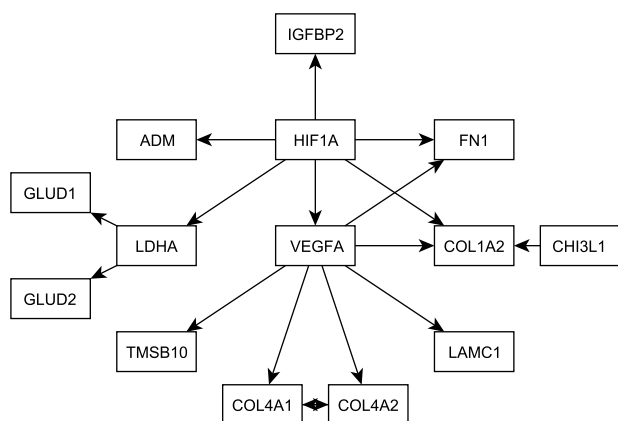 IGFBP2
ADM
HIF1A
FN1
GLUD1
LDHA
VEGFA
COL1A2
CHI3L1
GLUD2
TMSB10
LAMC1
COL4A1
COL4A2